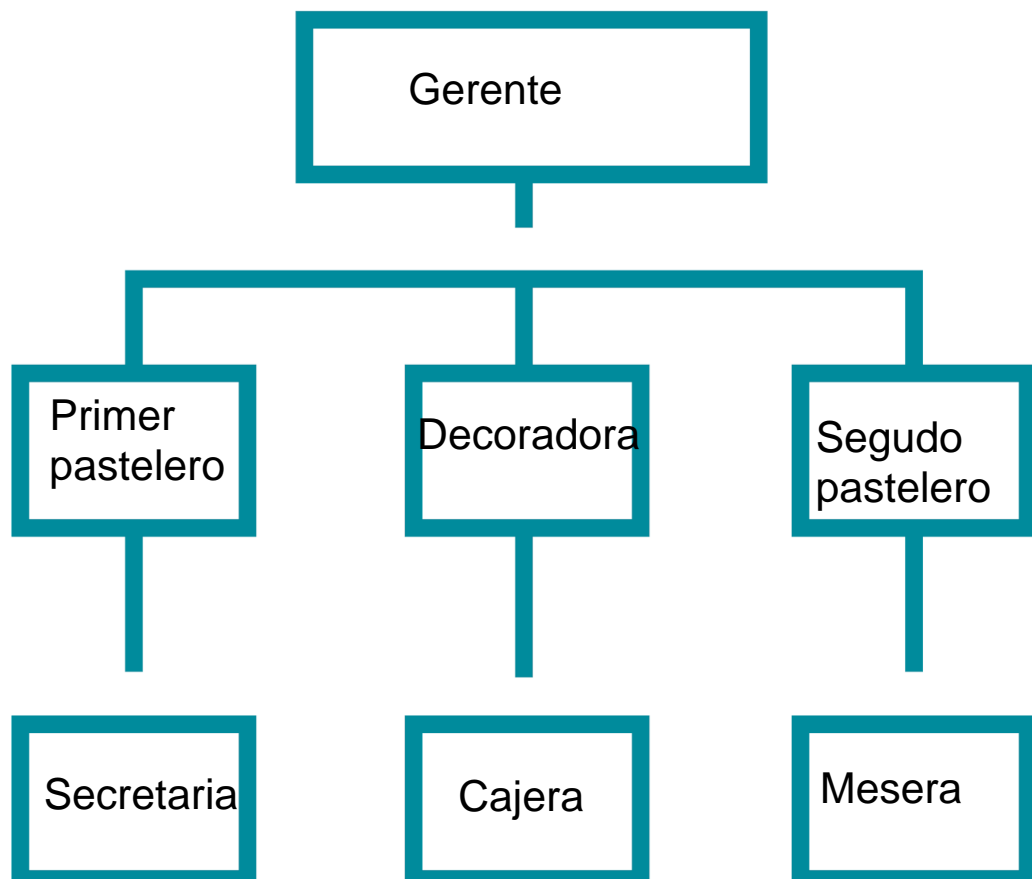 Gerente
Primer
pastelero
Decoradora
Segudo
pastelero
Secretaria
Cajera
Mesera